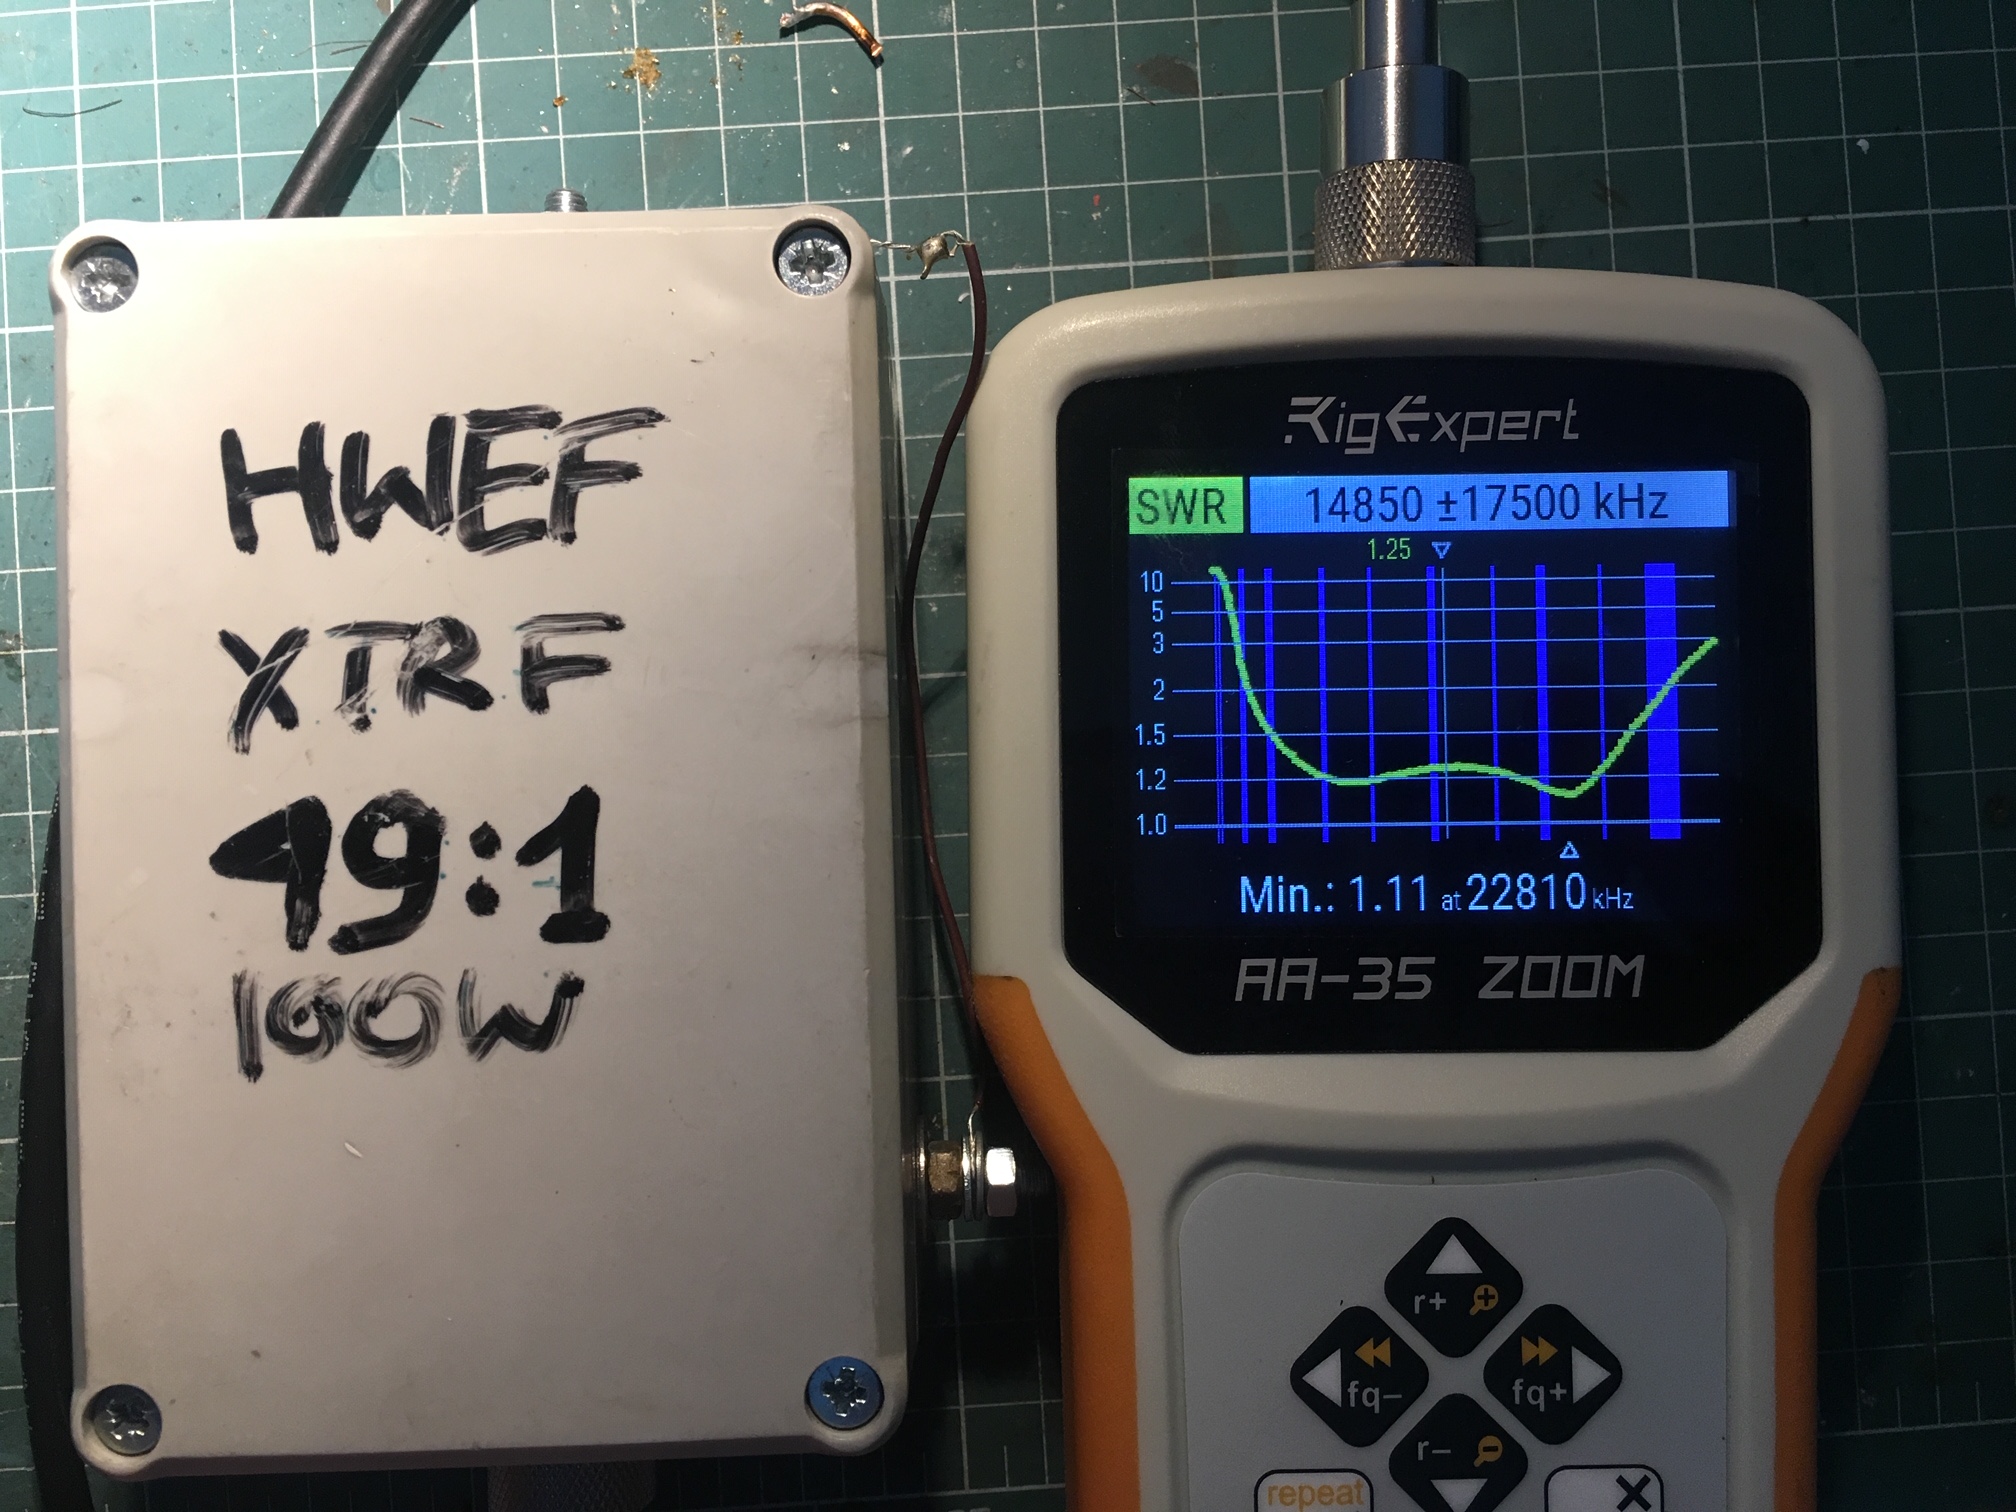 HWEF
XTRF
49:1
100W
RigExpert
SWR 14850 ±17500 kHz
1.25
10
5
3
2
1.5
1.2
1.0
Min.: 1.11 at 22810 kHz
AA-35 ZOOM
r+
fq-
fq+
r-
repeat